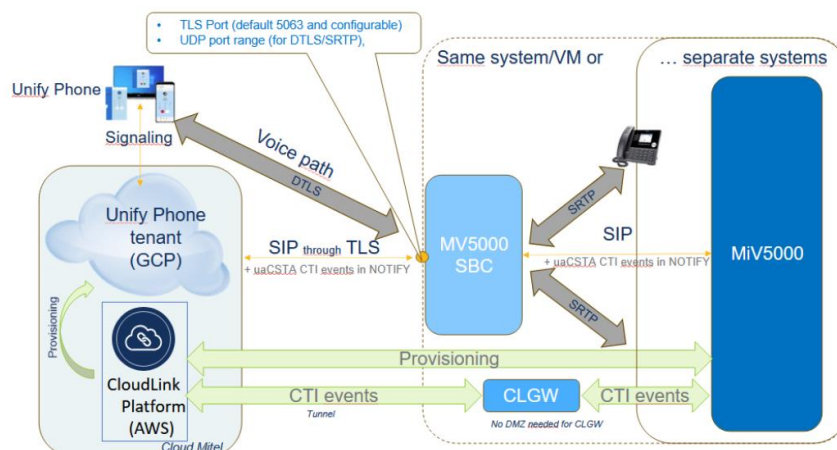 • TLS Port (default 5063 and configurable)
• UDP port range (for DTLS/SRTP),
Same system/VM or
... separate systems
Unify Phone
Signaling
Voice path
DTLS
Unify Phone
tenant
(GCP)
SIP through TLS
+ uaCSTA CTI events in NOTIFY
MV5000
SBC
SRTP
SIP
+ uaCSTA CTI events in NOTIFY
MiV5000
SRTP
Provisioning
CloudLink
Platform
(AWS)
Cloud Mitel
Provisioning
CTI events
Tunnel
CLGW
No DMZ needed for CLGW
CTI events